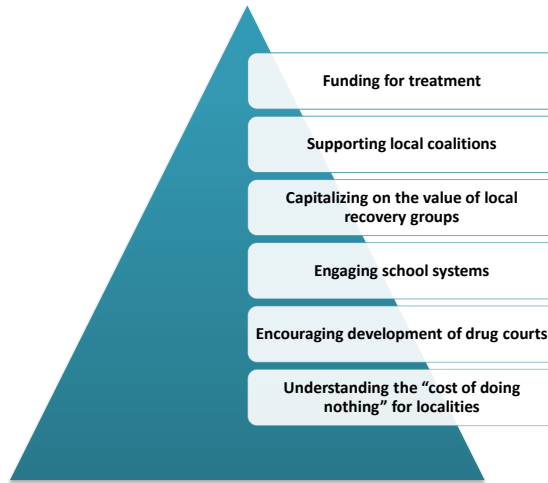 Funding for treatment
Supporting local coalitions
Capitalizing on the value of local
recovery groups
Engaging school systems
Encouraging development of drug courts
Understanding the “cost of doing
nothing” for localities